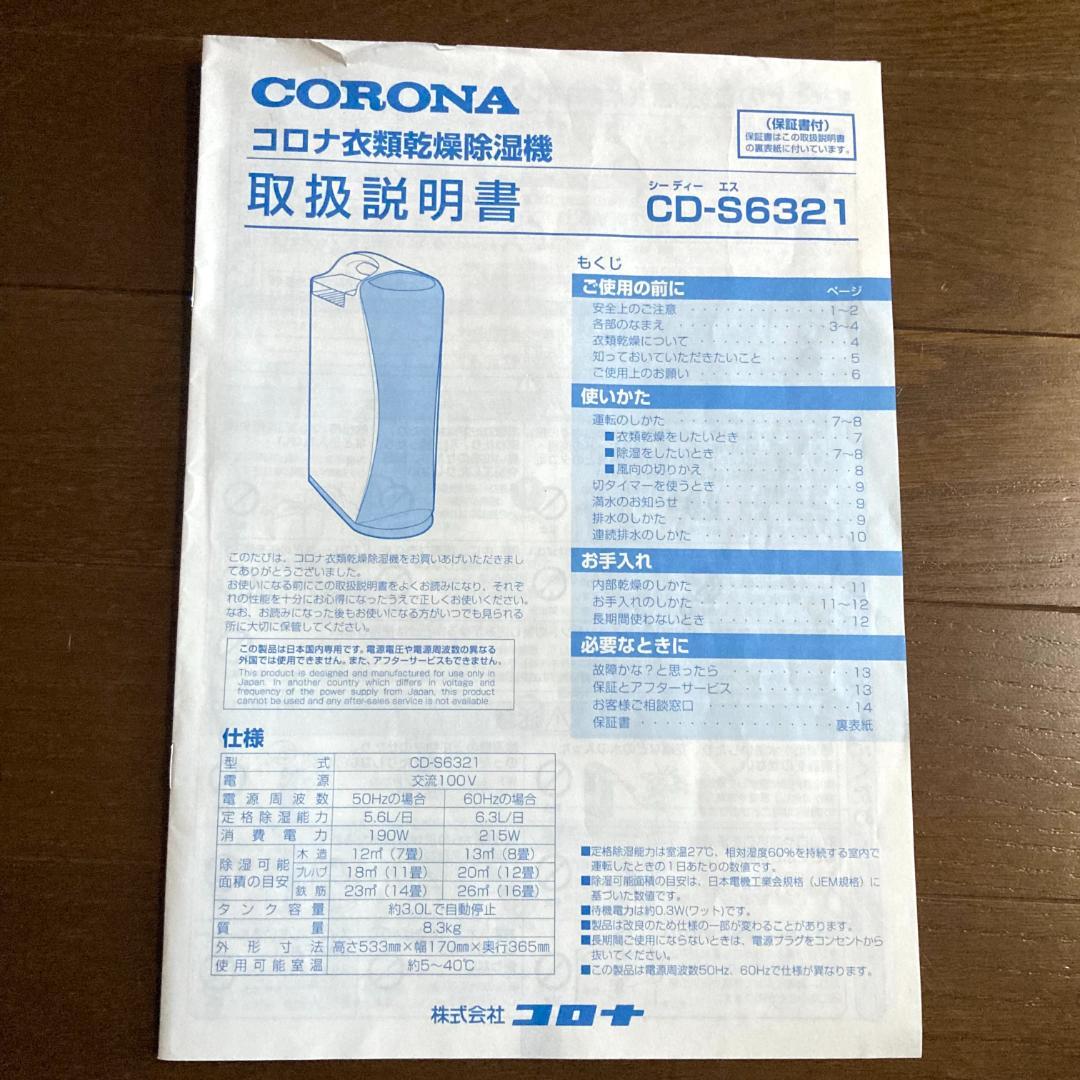 CORONA
コロナ衣類乾燥除湿機
取扱説明書
(保証書付)
保証書はこの取扱説明書
の裏表紙に付いています。
シー ディー エス
CD-S6321
もくじ
ご使用の前に ページ
安全上のご注意 ・・・・・・・・・・・・ 1~2
各部のなまえ ・・・・・・・・・・・・ 3~4
衣類乾燥について ・・・・・・・・・・・・ 4
知っておいていただきたいこと ・・・・・・・ 5
ご使用上のお願い ・・・・・・・・・・・・ 6
使いかた
運転のしかた ・・・・・・・・・・・・ 7~8
■衣類乾燥をしたいとき ・・・・・・・・ 7
■除湿をしたいとき ・・・・・・・・ 7~8
■風向の切りかえ ・・・・・・・・・・・ 8
切タイマーを使うとき ・・・・・・・・・・ 9
満水のお知らせ ・・・・・・・・・・・・ 9
排水のしかた ・・・・・・・・・・・・・ 9
連続排水のしかた ・・・・・・・・・・・ 10
お手入れ
内部乾燥のしかた ・・・・・・・・・・・ 11
お手入れのしかた ・・・・・・・・・ 11~12
長期間使わないとき ・・・・・・・・・・ 12
必要なときに
故障かな?と思ったら ・・・・・・・・・ 13
保証とアフターサービス ・・・・・・・・ 13
お客様ご相談窓口 ・・・・・・・・・・・ 14
保証書 ・・・・・・・・・・・・・・ 裏表紙
このたびは、コロナ衣類乾燥除湿機をお買いあげいただきまし
てありがとうございました。
お使いになる前にこの取扱説明書をよくお読みになり、それぞ
れの性能を十分にお心得になったうえで正しくお使いください。
なお、お読みになった後もお使いになる方がいつでも見られる
所に大切に保管してください。
この製品は日本国内専用です。電源電圧や電源周波数の異なる
外国では使用できません。また、アフターサービスもできません。
This product is designed and manufactured for use only in
Japan. In another country which differs in voltage and
frequency of the power supply from Japan, this product
cannot be used and any after-sales service is not available.
仕様
型式 CD-S6321
電源 交流100V
電源周波数 50Hzの場合 60Hzの場合
定格除湿能力 5.6L/日 6.3L/日
消費電力 190W 215W
除湿可能面積の目安 木造 12㎡(7畳) 13㎡(8畳)
プレハブ 18㎡(11畳) 20㎡(12畳)
鉄筋 23㎡(14畳) 26㎡(16畳)
タンク容量 約3.0Lで自動停止
質量 8.3kg
外形寸法 高さ533㎜×幅170㎜×奥行365㎜
使用可能室温 約5~40℃
■定格除湿能力は室温27℃、相対湿度60%を持続する室内で
運転したときの1日あたりの数値です。
■除湿可能面積の目安は、日本電機工業会規格(JEM規格)に
基づいた数値です。
■待機電力は約0.3W(ワット)です。
■製品は改良のため仕様の一部が変わることがあります。
■長期間ご使用にならないときは、電源プラグをコンセントから
抜いてください。
■この製品は電源周波数50Hz、60Hzで仕様が異なります。
株式会社 コロナ